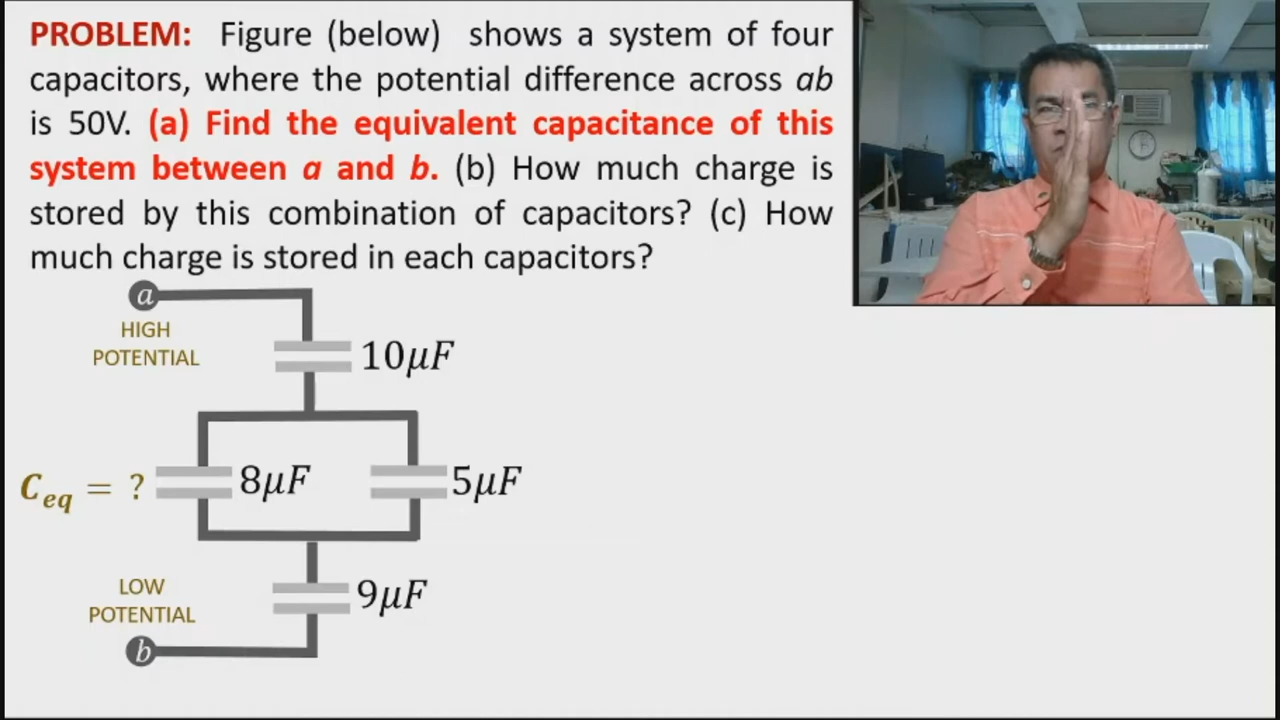 PROBLEM: Figure (below) shows a system of four
capacitors, where the potential difference across ab
is 50V. (a) Find the equivalent capacitance of this
system between a and b. (b) How much charge is
stored by this combination of capacitors? (c) How
much charge is stored in each capacitors?
a
HIGH
POTENTIAL
10μF
C_eq = ?
8μF
5μF
LOW
POTENTIAL
9μF
b